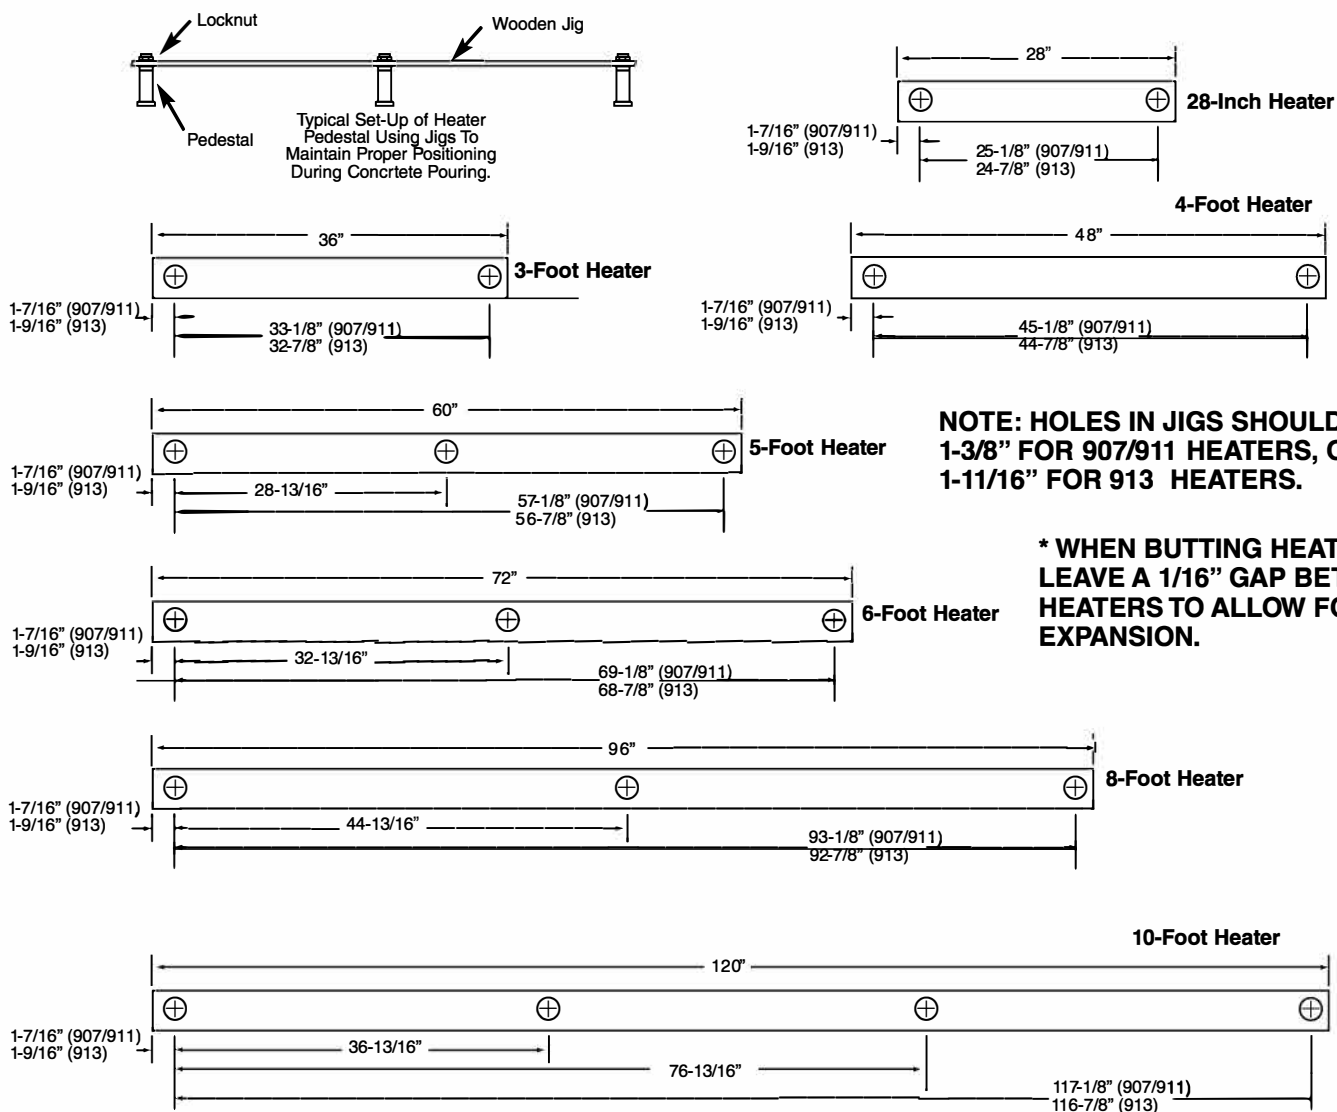 Locknut
Wooden Jig
Pedestal
Typical Set-Up of Heater
Pedestal Using Jigs To
Maintain Proper Positioning
During Concrtete Pouring.
28”
28-Inch Heater
1-7/16” (907/911)
1-9/16” (913)
25-1/8” (907/911)
24-7/8” (913)
36”
3-Foot Heater
1-7/16” (907/911)
1-9/16” (913)
33-1/8” (907/911)
32-7/8” (913)
4-Foot Heater
48”
1-7/16” (907/911)
1-9/16” (913)
45-1/8” (907/911)
44-7/8” (913)
60”
5-Foot Heater
1-7/16” (907/911)
1-9/16” (913)
28-13/16”
57-1/8” (907/911)
56-7/8” (913)
NOTE: HOLES IN JIGS SHOULD
1-3/8” FOR 907/911 HEATERS,
1-11/16” FOR 913 HEATERS.
* WHEN BUTTING
LEAVE A 1/16” GAP
HEATERS TO ALLOW
EXPANSION.
72”
6-Foot Heater
1-7/16” (907/911)
1-9/16” (913)
32-13/16”
69-1/8” (907/911)
68-7/8” (913)
96”
8-Foot Heater
1-7/16” (907/911)
1-9/16” (913)
44-13/16”
93-1/8” (907/911)
92-7/8” (913)
10-Foot Heater
120”
1-7/16” (907/911)
1-9/16” (913)
36-13/16”
76-13/16”
117-1/8” (907/911)
116-7/8” (913)